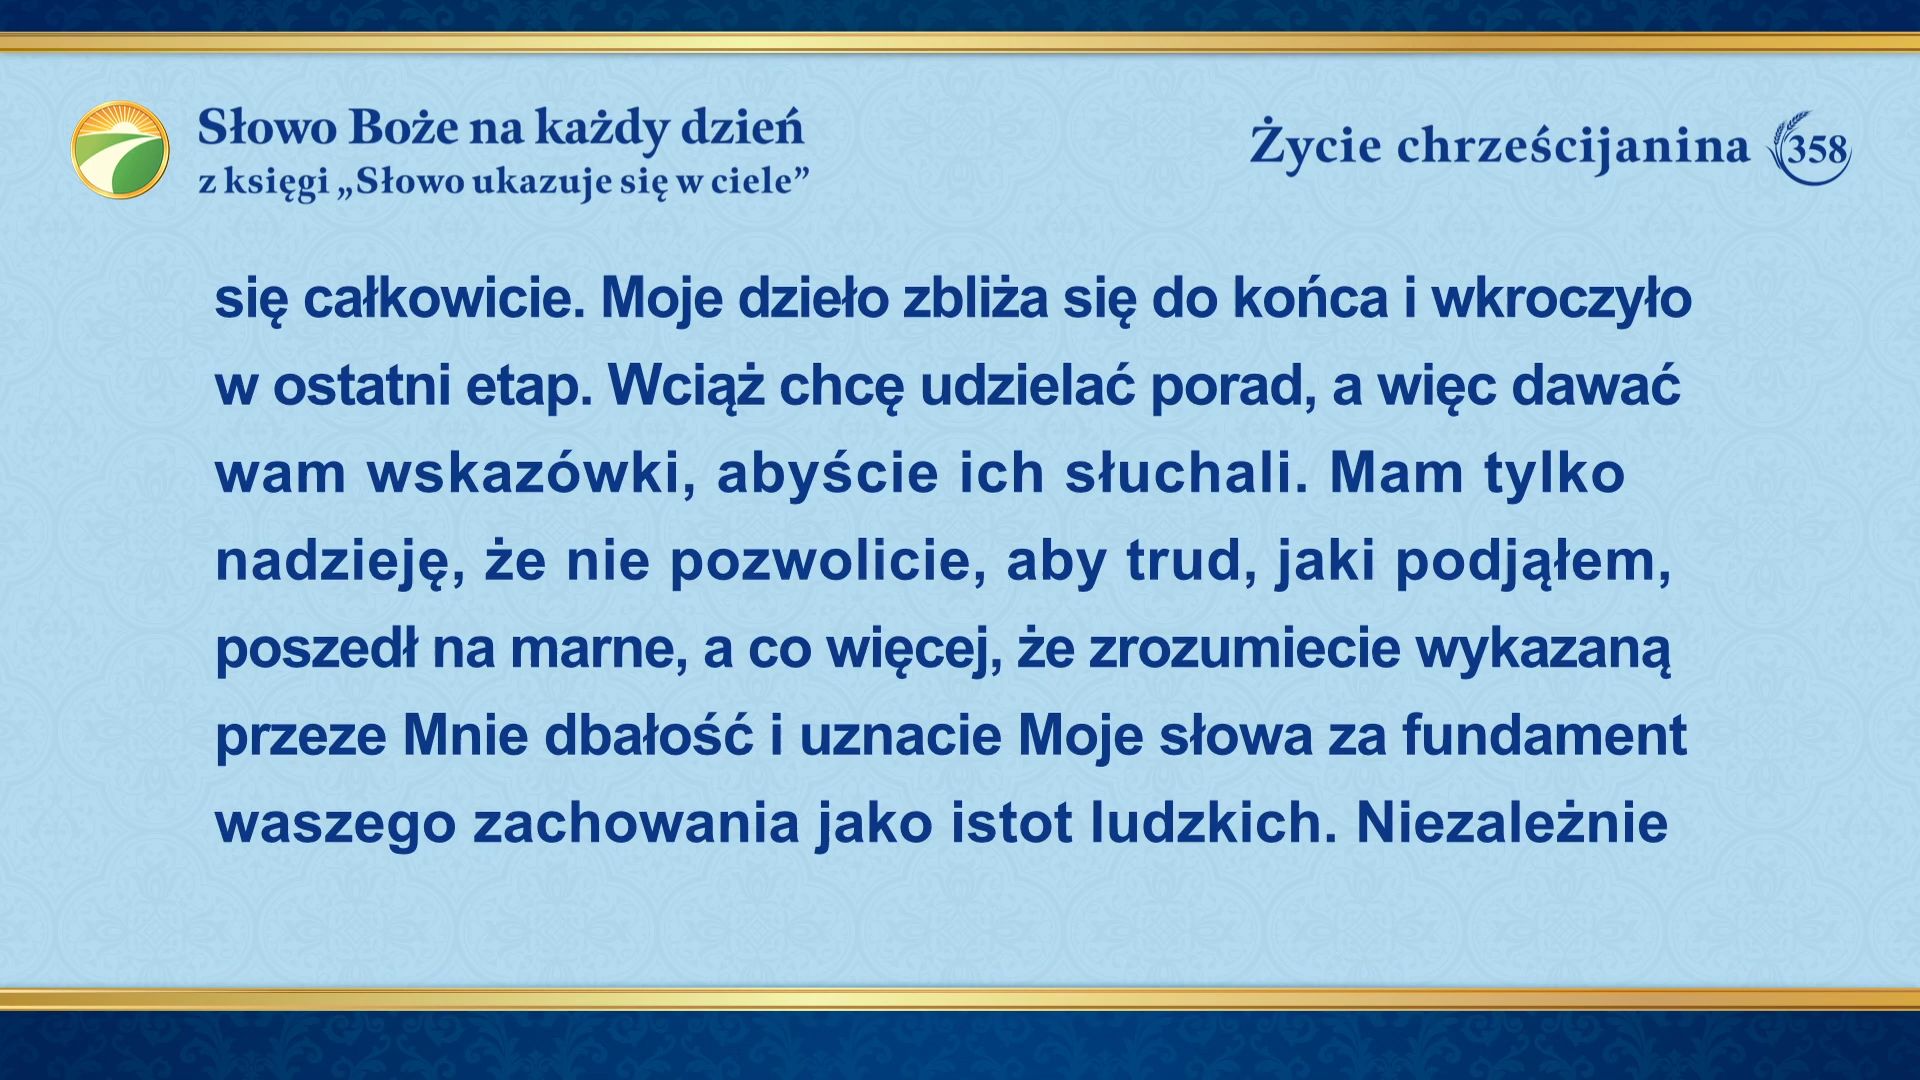 Słowo Boże na każdy dzień
z księgi „Słowo ukazuje się w ciele”
Życie chrześcijanina 358
się całkowicie. Moje dzieło zbliża się do końca i wkroczyło
w ostatni etap. Wciąż chcę udzielać porad, a więc dawać
wam wskazówki, abyście ich słuchali. Mam tylko
nadzieję, że nie pozwolicie, aby trud, jaki podjąłem,
poszedł na marne, a co więcej, że zrozumiecie wykazaną
przeze Mnie dbałość i uznacie Moje słowa za fundament
waszego zachowania jako istot ludzkich. Niezależnie